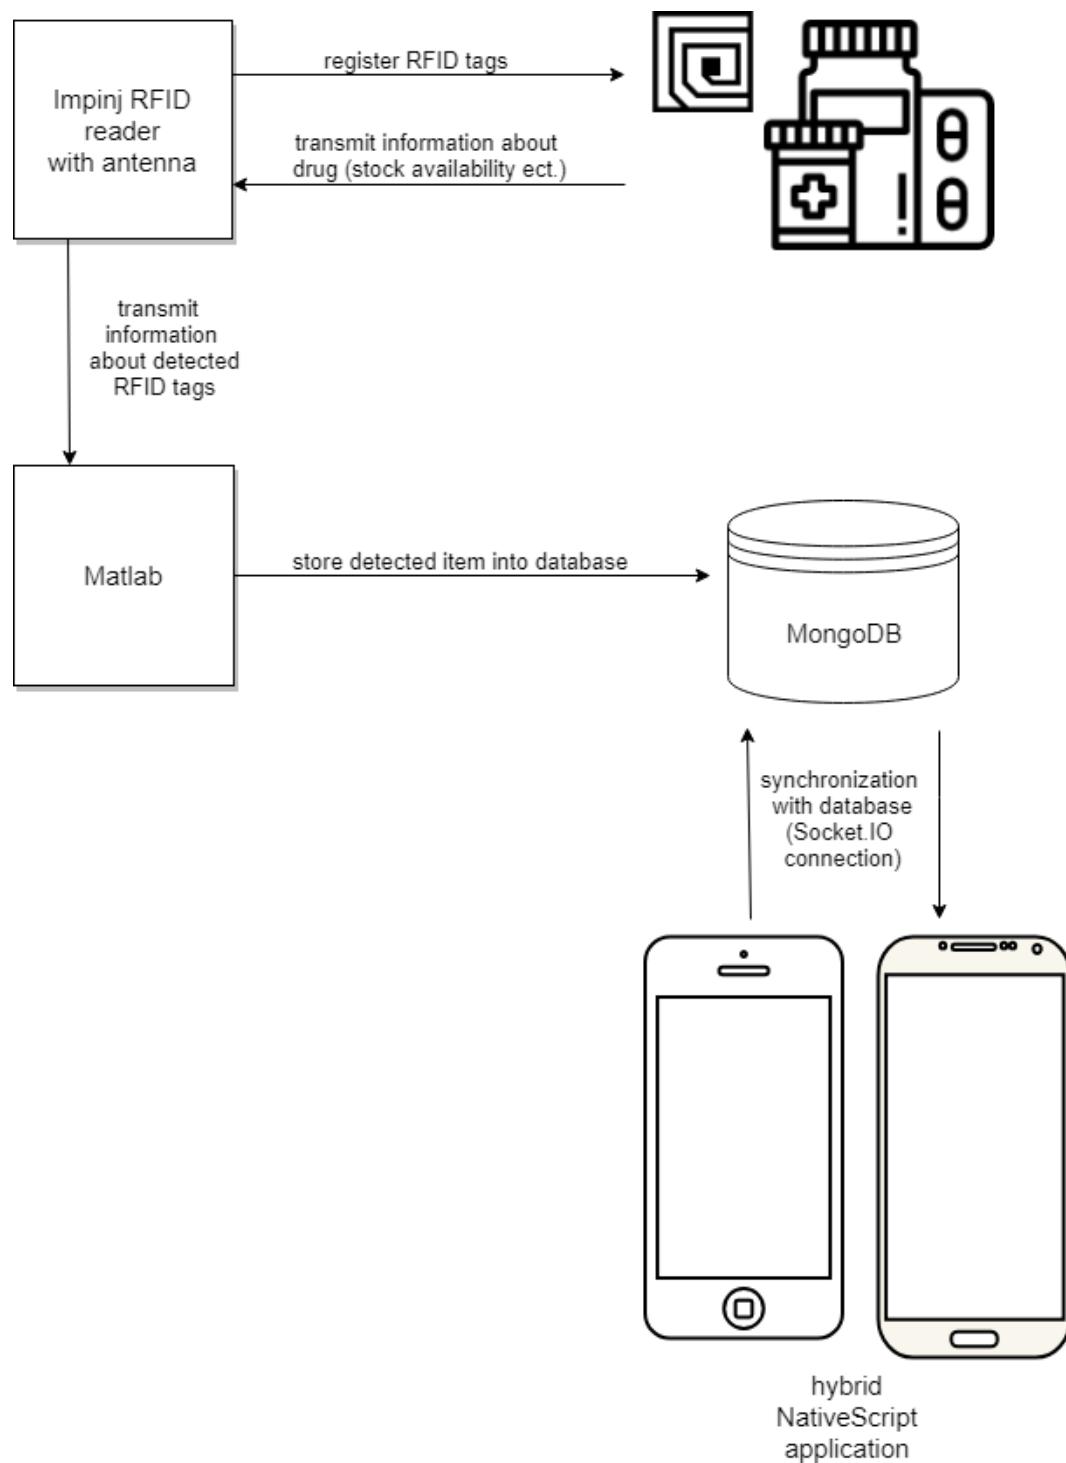 Impinj RFID
reader
with antenna
register RFID tags
transmit information about
drug (stock availability ect.)
transmit
information
about detected
RFID tags
Matlab
store detected item into database
MongoDB
synchronization
with database
(Socket.IO
connection)
hybrid
NativeScript
application